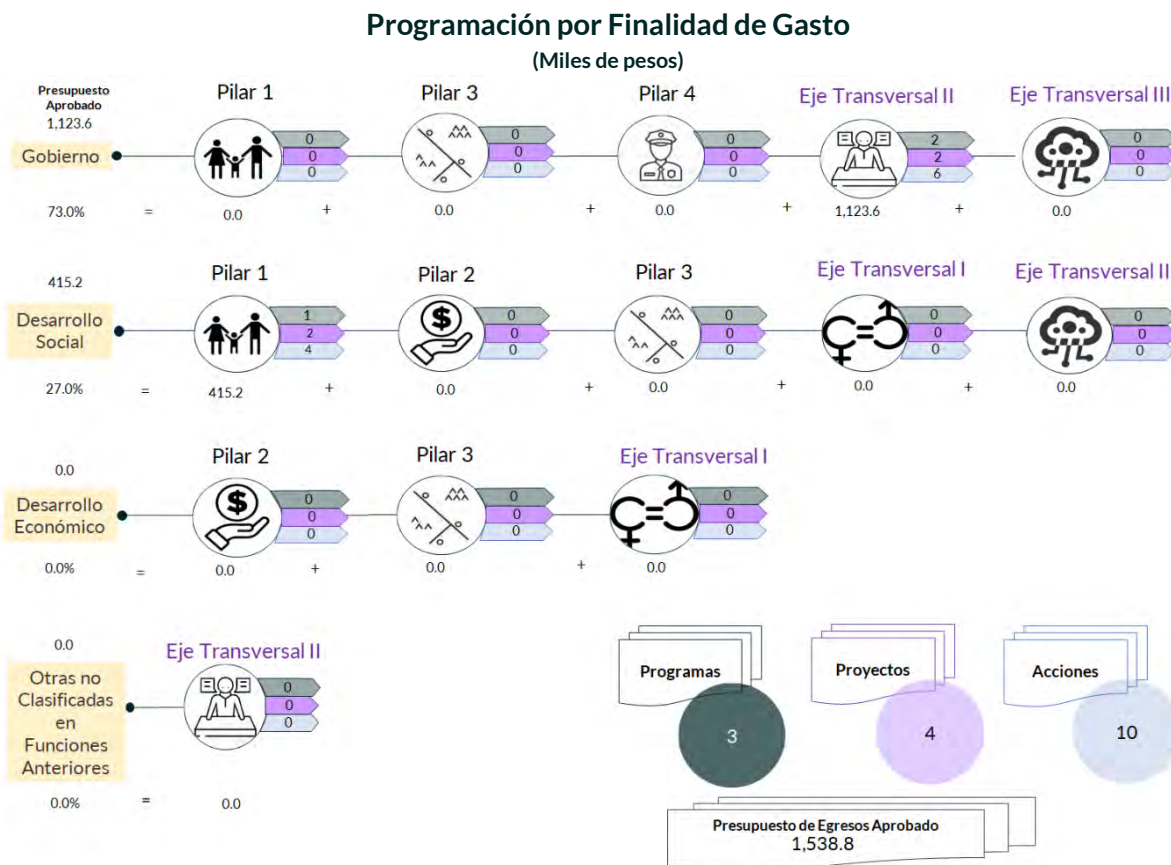 Programación por Finalidad de Gasto
(Miles de pesos)
Presupuesto
Aprobado
1,123.6
Gobierno
73.0%
=
Pilar 1
0
0
0
0.0
+
Pilar 3
0
0
0
0.0
+
Pilar 4
0
0
0
0.0
+
Eje Transversal II
2
2
6
1,123.6
+
Eje Transversal III
0
0
0
0.0
415.2
Desarrollo
Social
27.0%
=
Pilar 1
1
2
4
415.2
+
Pilar 2
$
0
0
0
0.0
+
Pilar 3
0
0
0
0.0
+
Eje Transversal I
0
0
0
0.0
+
Eje Transversal III
0
0
0
0.0
0.0
Desarrollo
Económico
0.0%
=
Pilar 2
$
0
0
0
0.0
+
Pilar 3
0
0
0
0.0
+
Eje Transversal I
0
0
0
0.0
0.0
Otras no
Clasificadas
en
Funciones
Anteriores
0.0%
=
Eje Transversal II
0
0
0
0.0
Programas
3
Proyectos
4
Acciones
10
Presupuesto de Egresos Aprobado
1,538.8